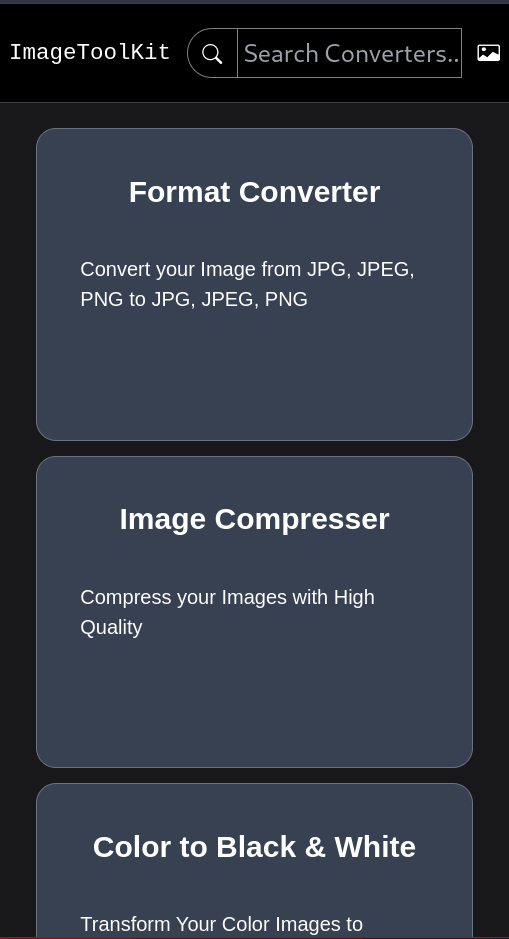 ImageToolKit
Search Converters..
Format Converter
Convert your Image from JPG, JPEG,
PNG to JPG, JPEG, PNG
Image Compresser
Compress your Images with High
Quality
Color to Black & White
Transform Your Color Images to